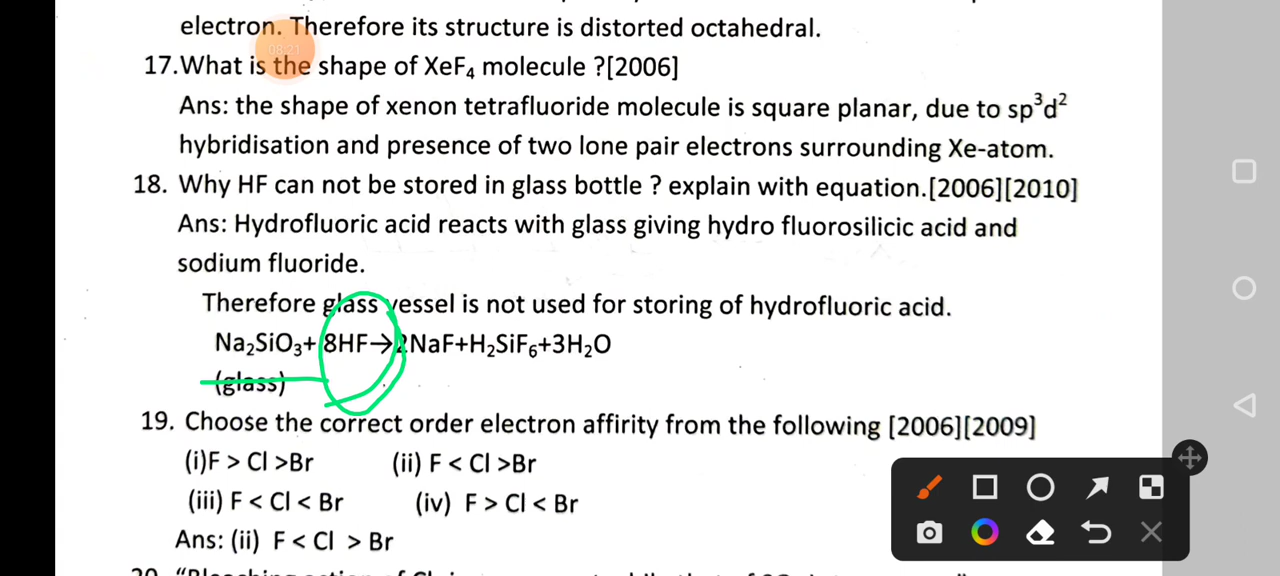 electron. Therefore its structure is distorted octahedral.
08:21
17.What is the shape of XeF₄ molecule ?[2006]
Ans: the shape of xenon tetrafluoride molecule is square planar, due to sp³d²
hybridisation and presence of two lone pair electrons surrounding Xe-atom.
18. Why HF can not be stored in glass bottle ? explain with equation.[2006][2010]
Ans: Hydrofluoric acid reacts with glass giving hydro fluorosilicic acid and
sodium fluoride.
Therefore glass vessel is not used for storing of hydrofluoric acid.
Na₂SiO₃+ 8HF→2NaF+H₂SiF₆+3H₂O
(glass)
19. Choose the correct order electron affirity from the following [2006][2009]
(i)F > Cl >Br (ii) F < Cl >Br
(iii) F < Cl < Br (iv) F > Cl < Br
Ans: (ii) F < Cl > Br